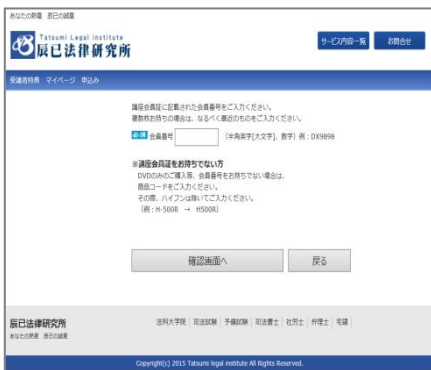 あなたの熱意 辰已の誠意
Tatsumi Legal institute
辰已法律研究所
サービス内容一覧
お問合せ
受講者特典 マイページ 申込み
講座会員証に記載された会員番号をご入力ください。
複数枚お持ちの場合は、なるべく最近のものをご入力ください。
必須 会員番号 (半角英字[大文字]、数字) 例：DX9898
※講座会員証をお持ちでない方
DVDのみのご購入等、会員番号をお持ちでない場合は、
商品コードをご入力ください。
その際、ハイフンは除いてご入力ください。
(例：H-500R → H500R)
確認画面へ
戻る
辰已法律研究所
あなたの熱意 辰已の誠意
法科大学院 司法試験 予備試験 司法書士 社労士 弁理士 宅建
Copyright(c) 2015 Tatsumi legal institute All Rights Reserved.